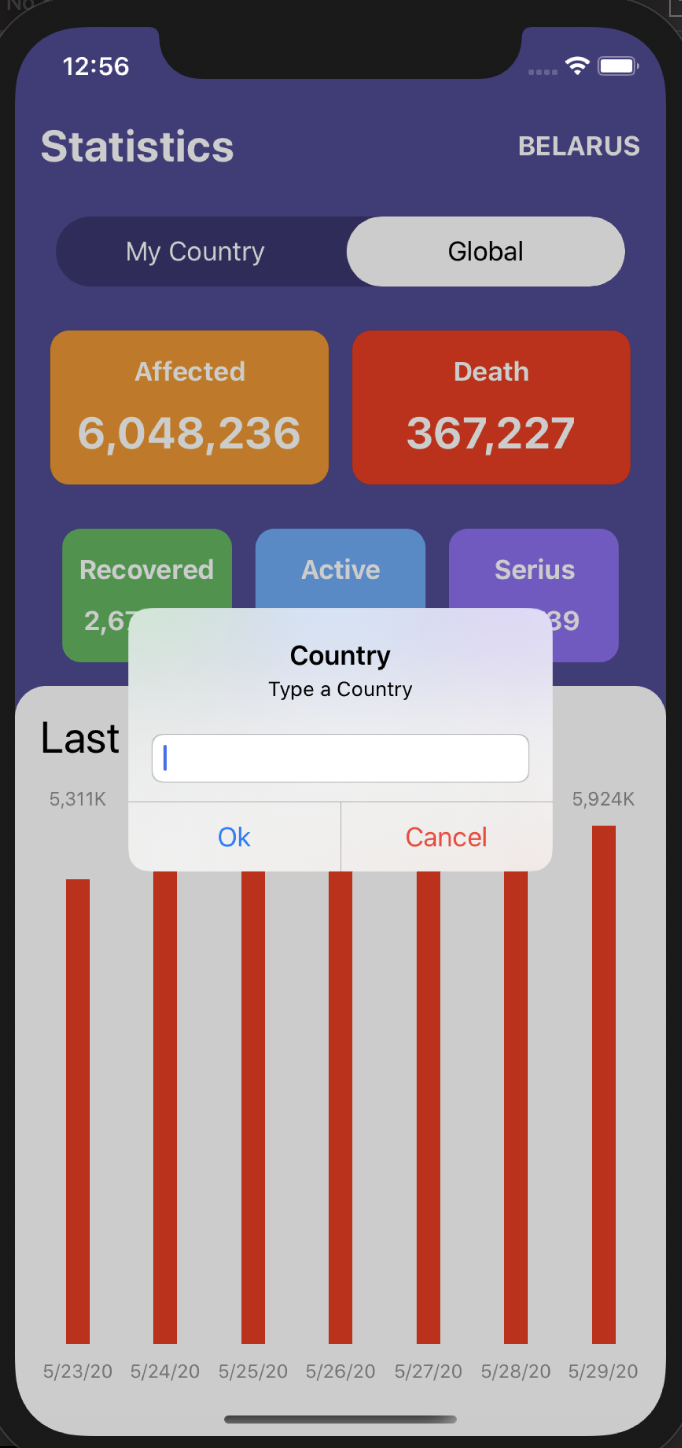 No
12:56
Statistics
BELARUS
My Country
Global
Affected
Death
6,048,236
367,227
Recovered
Active
Serius
2,67
39
Country
Type a Country
Last
5,311K
5,924K
Ok
Cancel
5/23/20
5/24/20
5/25/20
5/26/20
5/27/20
5/28/20
5/29/20